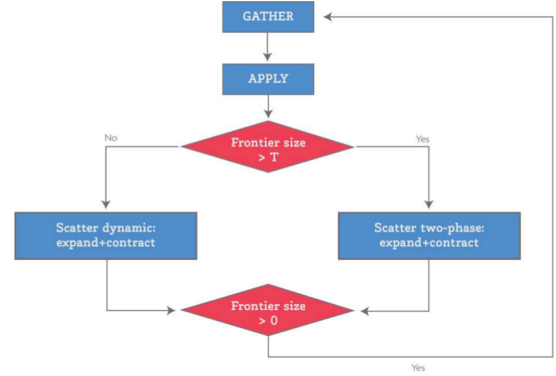 GATHER
APPLY
Frontier size
> T
No
Yes
Scatter dynamic:
expand+contract
Scatter two-phase:
expand+contract
Frontier size
> 0
Yes